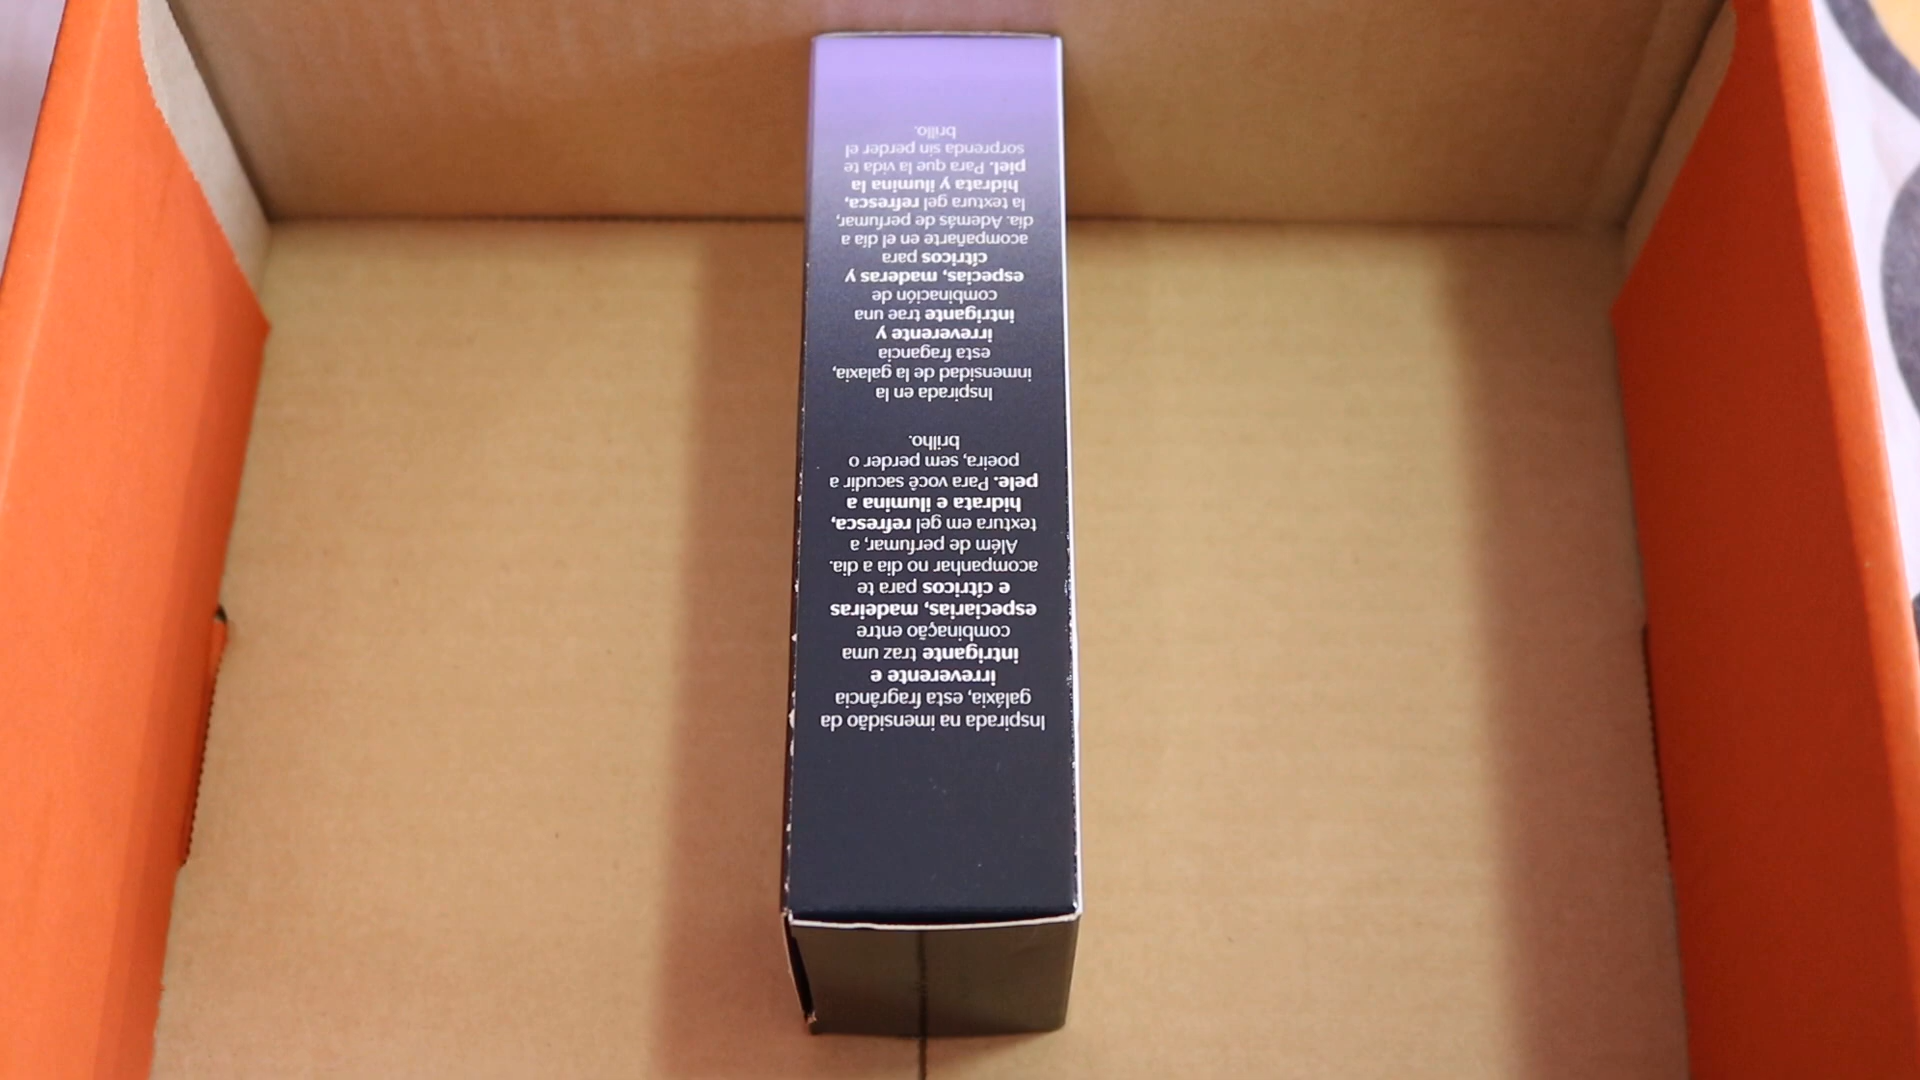 Inspirada na imensidão da
galáxia, esta fragrância
irreverente e
intrigante traz uma
combinação entre
especiarias, madeiras
e cítricos para te
acompanhar no dia a dia.
Além de perfumar, a
textura em gel refresca,
hidrata e ilumina a
pele. Para você sacudir a
poeira, sem perder o
brilho.
Inspirada en la
inmensidad de la galaxia,
esta fragancia
irreverente y
intrigante trae una
combinación de
especias, maderas y
cítricos para
acompañarte en el día a
día. Además de perfumar,
la textura gel refresca,
hidrata y ilumina la
piel. Para que la vida te
sorprenda sin perder el
brillo.